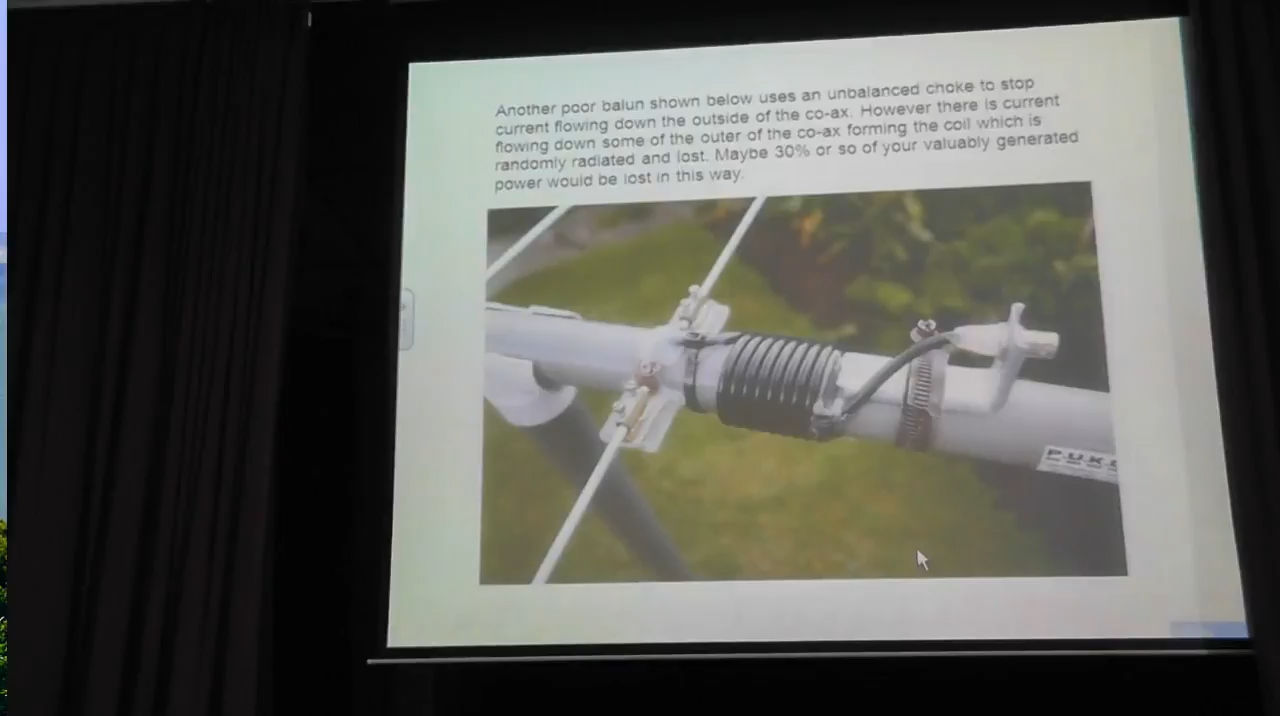 Another poor balun shown below uses an unbalanced choke to stop
current flowing down the outside of the co-ax. However there is current
flowing down some of the outer of the co-ax forming the coil which is
randomly radiated and lost. Maybe 30% or so of your valuably generated
power would be lost in this way.